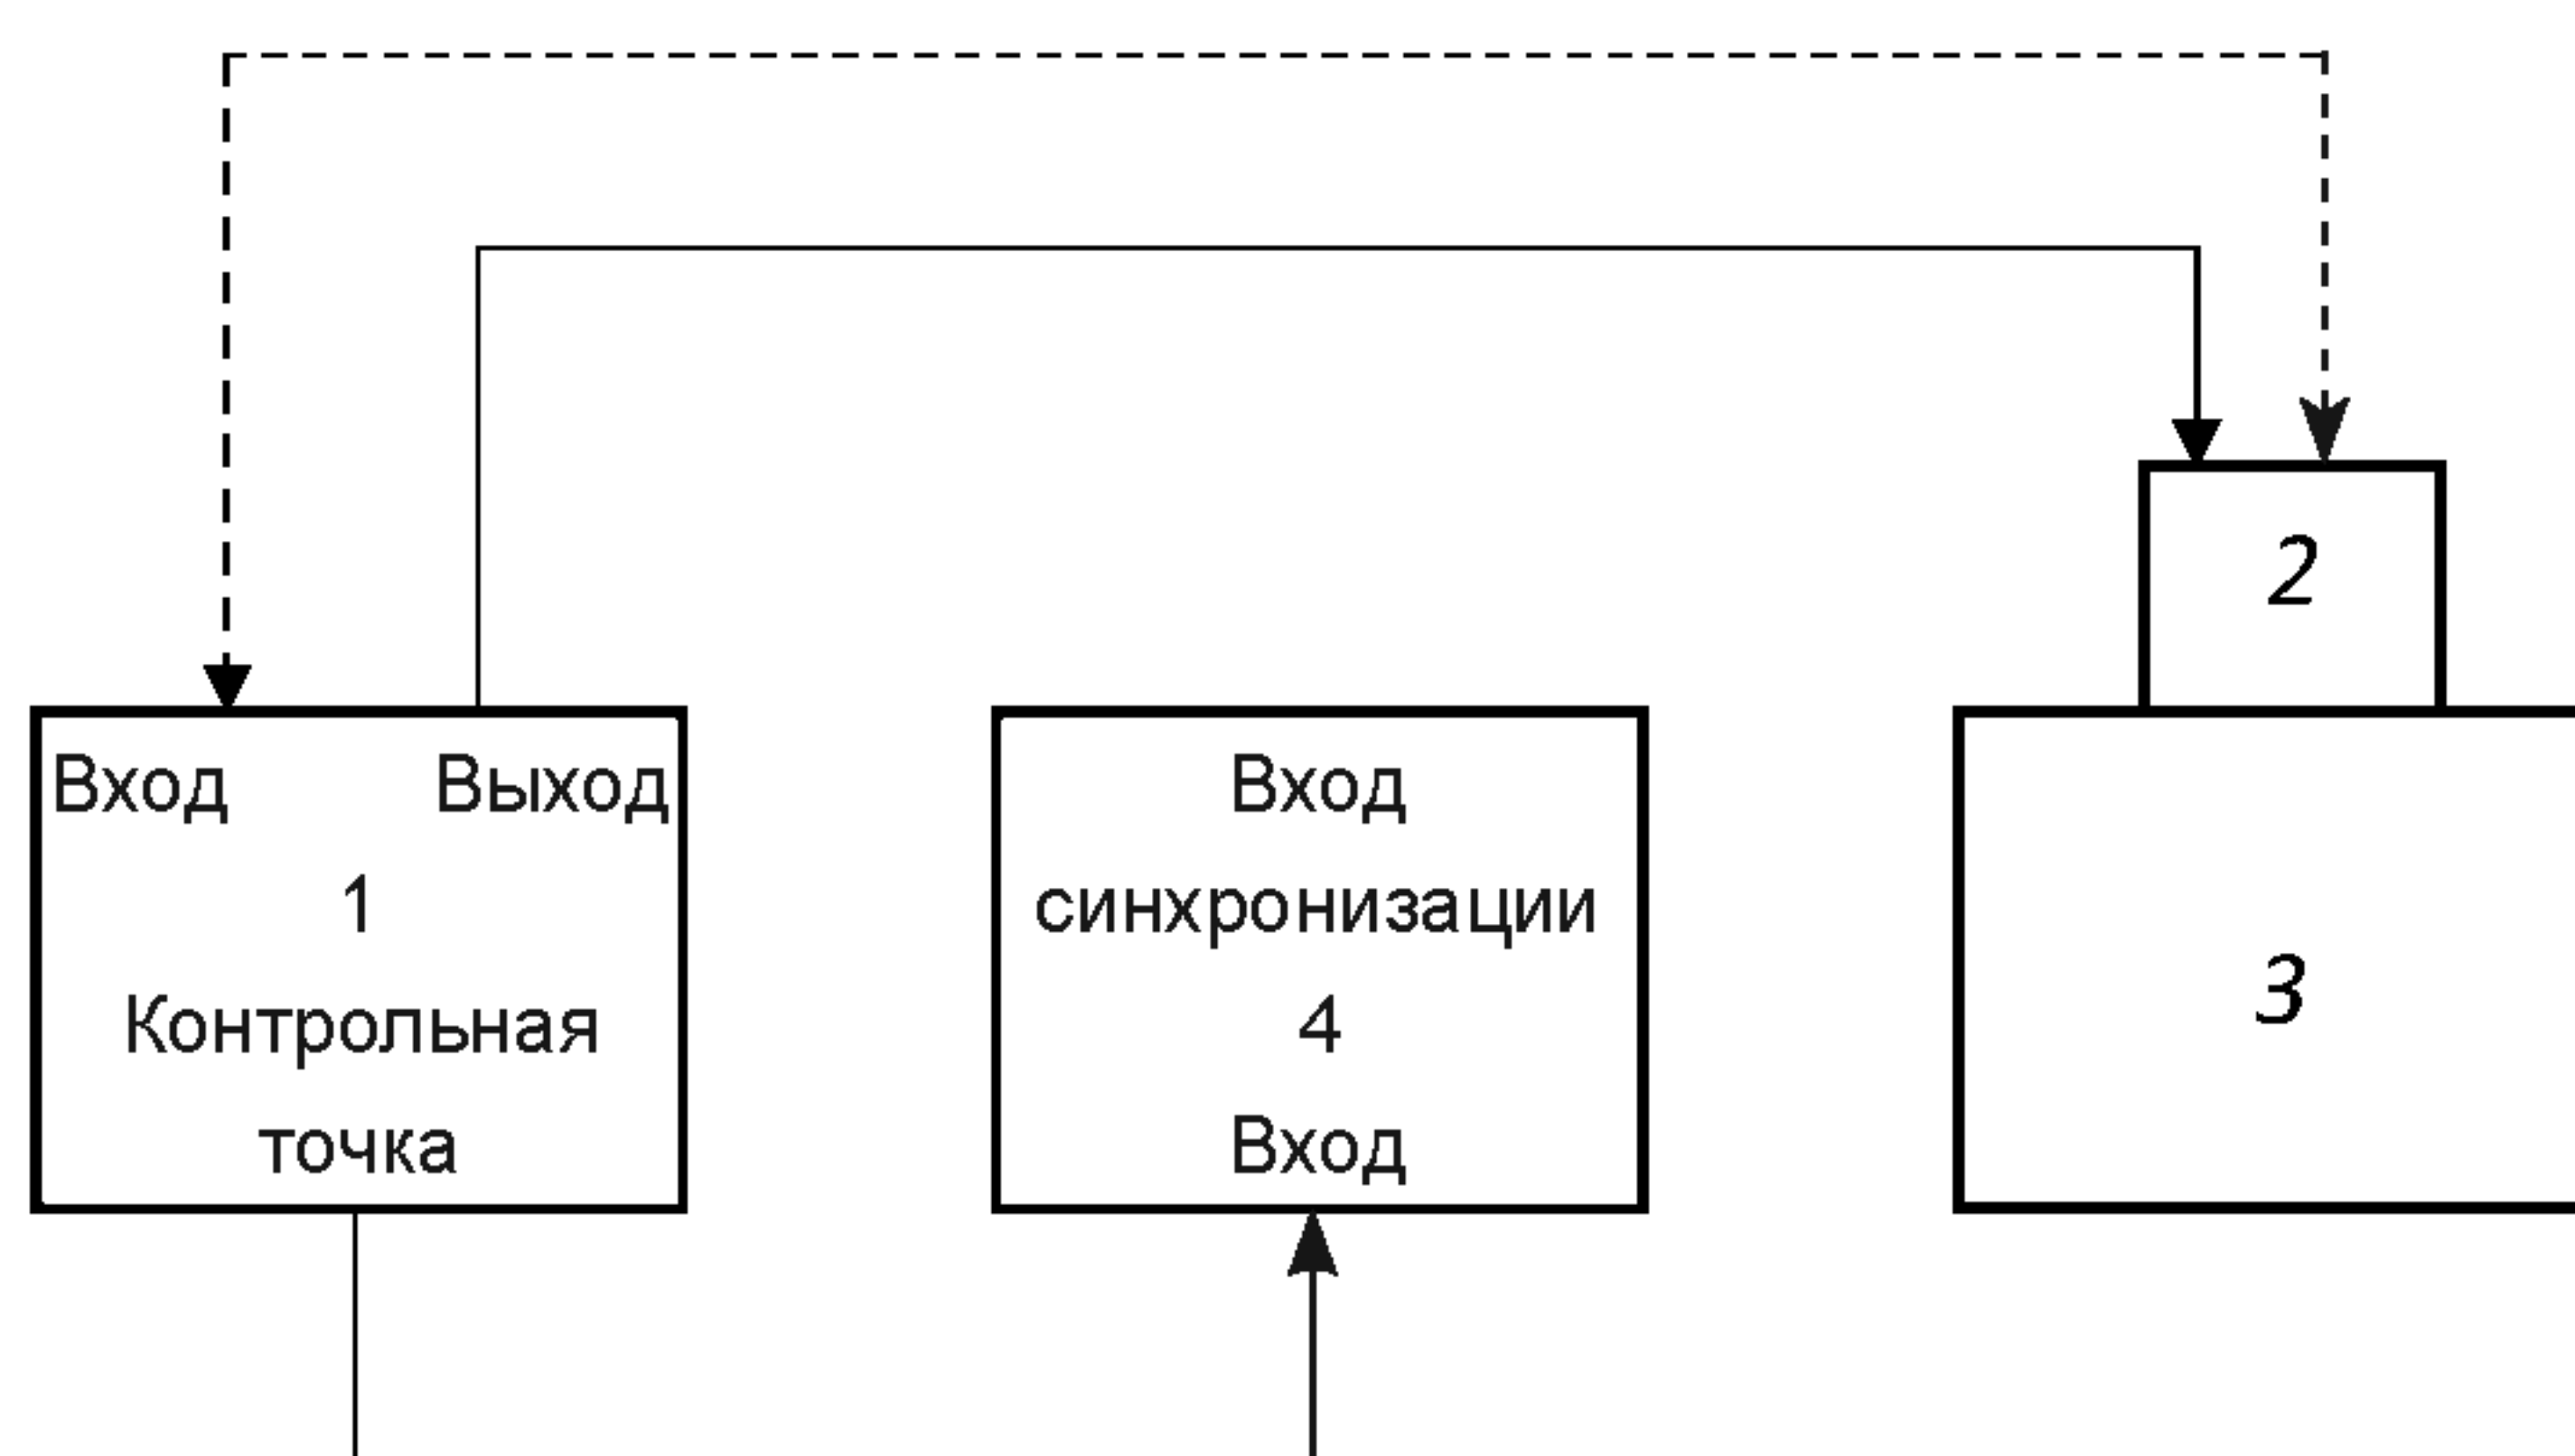 2
Вход Выход
1
Контрольная
точка
Вход
синхронизации
4
Вход
3